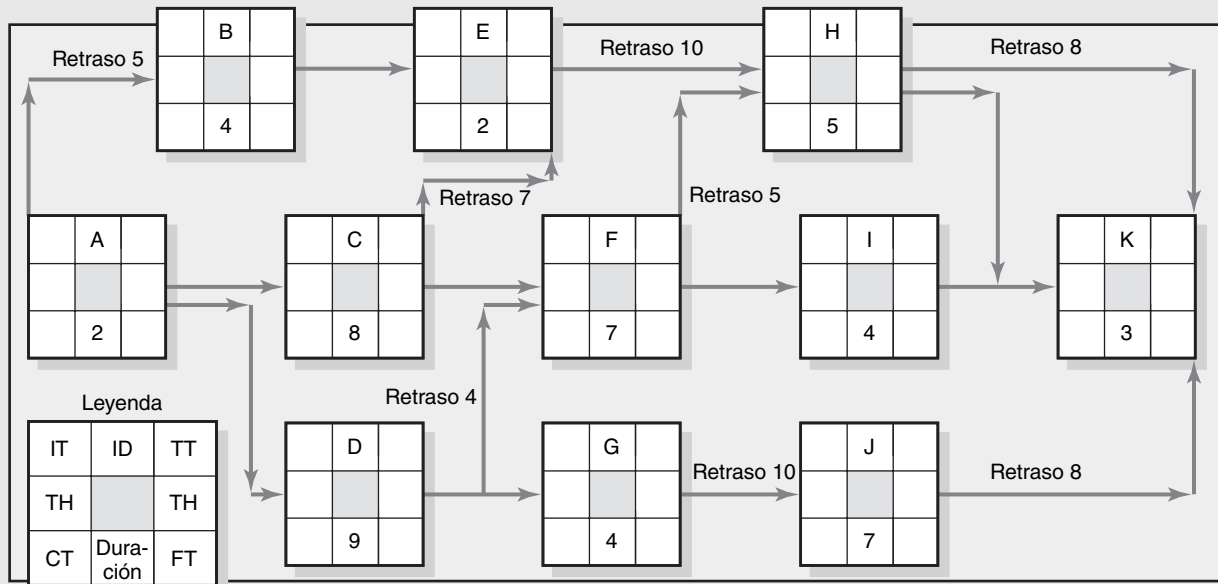 B
E
H
Retraso 5
Retraso 10
Retraso 8
4
2
5
Retraso 7
Retraso 5
A
C
F
I
K
2
8
7
4
3
Retraso 4
Leyenda
IT ID TT
TH TH
CT Dura-
ción FT
D
G
J
Retraso 10
Retraso 8
9
4
7